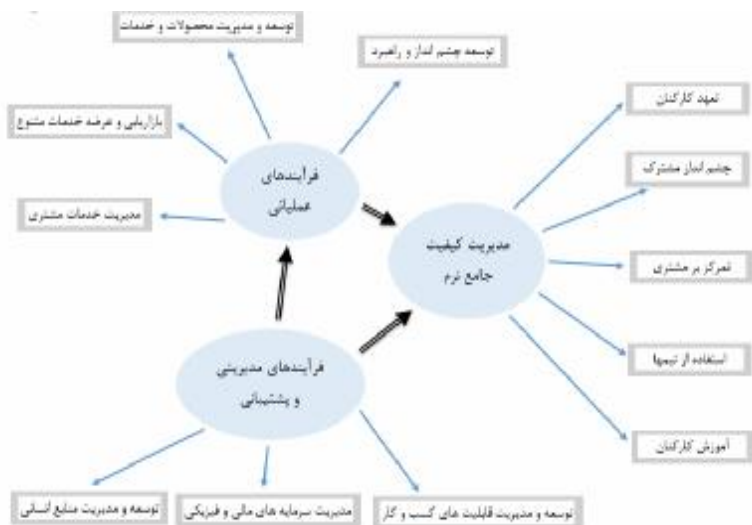 توسعه و مدیریت محصولات و خدمات
توسعه چشم انداز و راهبرد
بازاریابی و عرضه خدمات متنوع
مدیریت خدمات مشتری
فرآیندهای
عملیاتی
تعهد کارکنان
چشم انداز مشترک
تمرکز بر مشتری
استفاده از تیمها
آموزش کارکنان
مدیریت کیفیت
جامع نرم
فرآیندهای مدیریتی
و پشتیبانی
توسعه و مدیریت منابع انسانی
مدیریت سرمایه های مالی و فیزیکی
توسعه و مدیریت قابلیت های کسب و کار